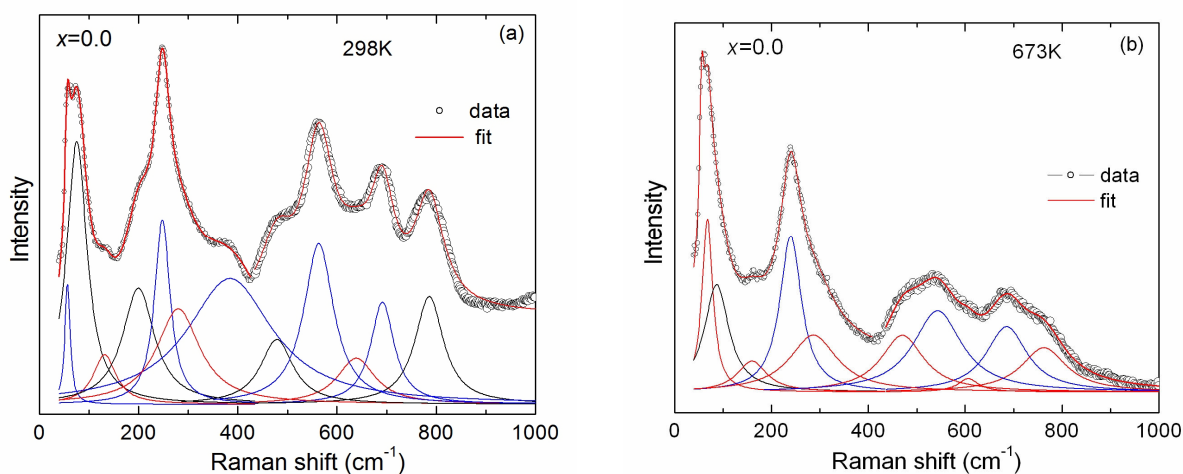 x=0.0
298K
(a)
data
fit
Intensity
0 200 400 600 800 1000
Raman shift (cm-1)
x=0.0
673K
(b)
data
fit
Intensity
0 200 400 600 800 1000
Raman shift (cm-1)